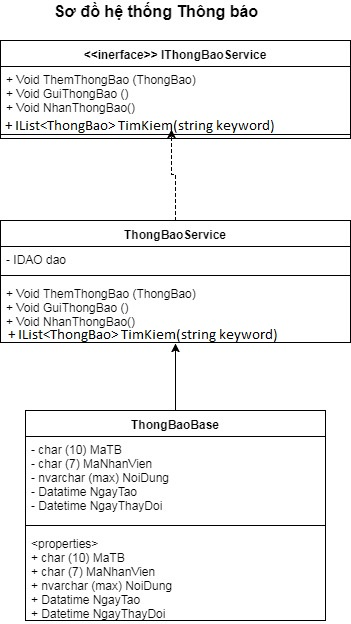 Sơ đồ hệ thống Thông báo
<<inerface>> IThongBaoService
+ Void ThemThongBao (ThongBao)
+ Void GuiThongBao ()
+ Void NhanThongBao()
+ IList<ThongBao> TimKiem(string keyword)
ThongBaoService
- IDAO dao
+ Void ThemThongBao (ThongBao)
+ Void GuiThongBao ()
+ Void NhanThongBao()
+ IList<ThongBao> TimKiem(string keyword)
ThongBaoBase
- char (10) MaTB
- char (7) MaNhanVien
- nvarchar (max) NoiDung
- Datatime NgayTao
- Datetime NgayThayDoi
<properties>
+ char (10) MaTB
+ char (7) MaNhanVien
+ nvarchar (max) NoiDung
+ Datatime NgayTao
+ Datetime NgayThayDoi